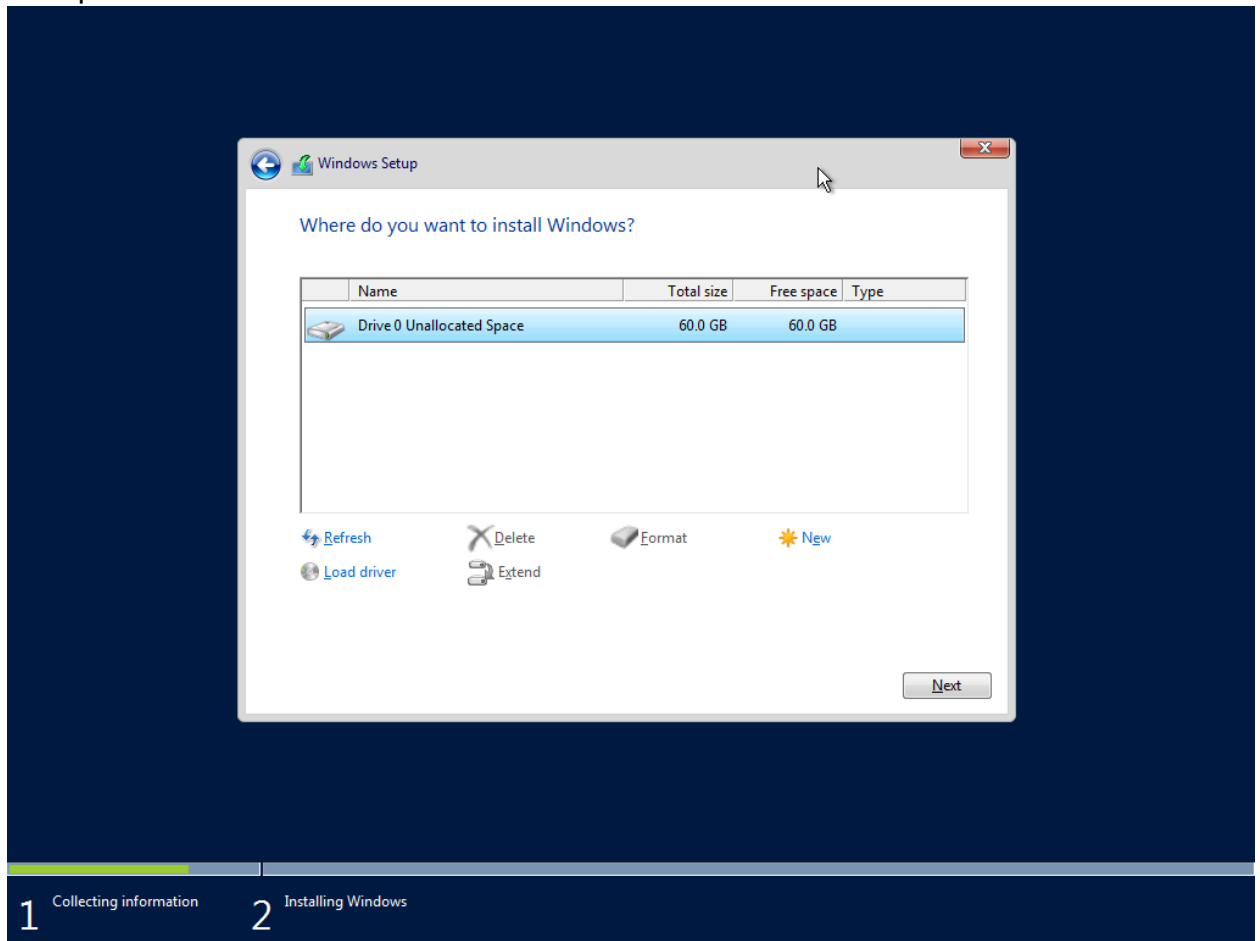 Windows Setup
Where do you want to install Windows?
Name Total size Free space Type
Drive 0 Unallocated Space 60.0 GB 60.0 GB
Refresh Delete Format New
Load driver Extend
Next
1 Collecting information 2 Installing Windows